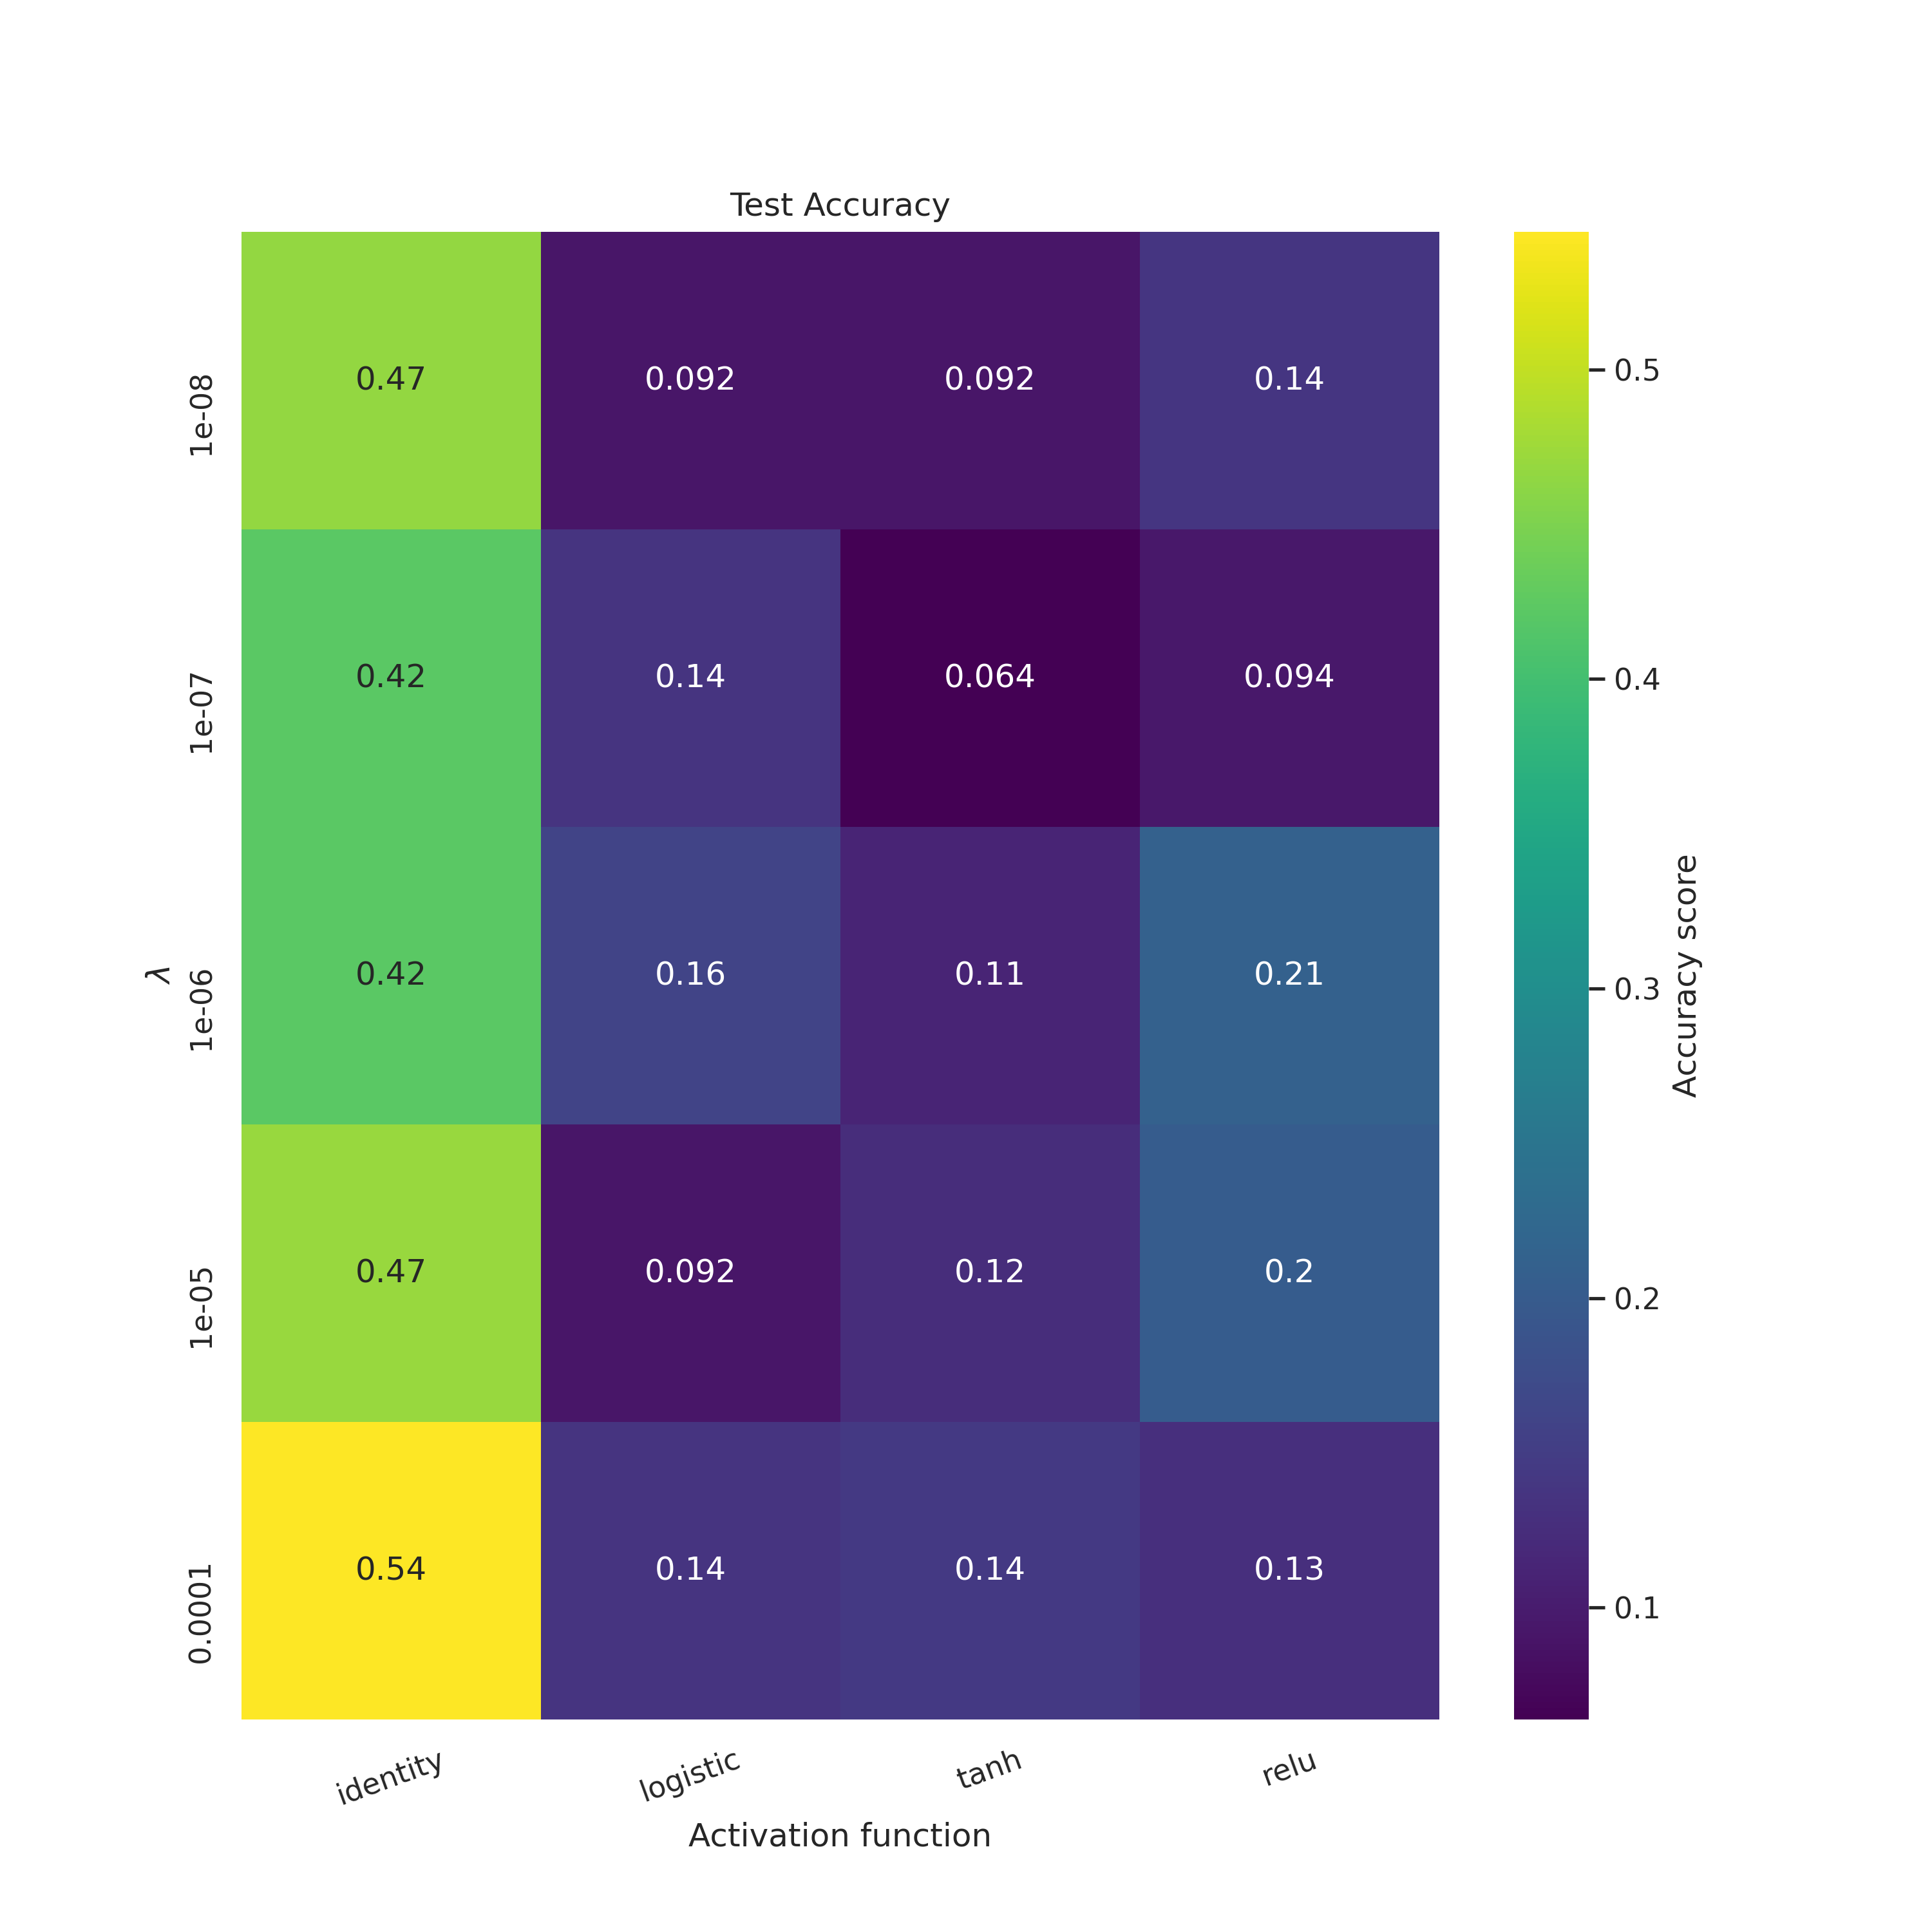 Test Accuracy
λ
1e-08
0.47 0.092 0.092 0.14
1e-07
0.42 0.14 0.064 0.094
1e-06
0.42 0.16 0.11 0.21
1e-05
0.47 0.092 0.12 0.2
0.0001
0.54 0.14 0.14 0.13
identity logistic tanh relu
Activation function
0.5
0.4
0.3
0.2
0.1
Accuracy score